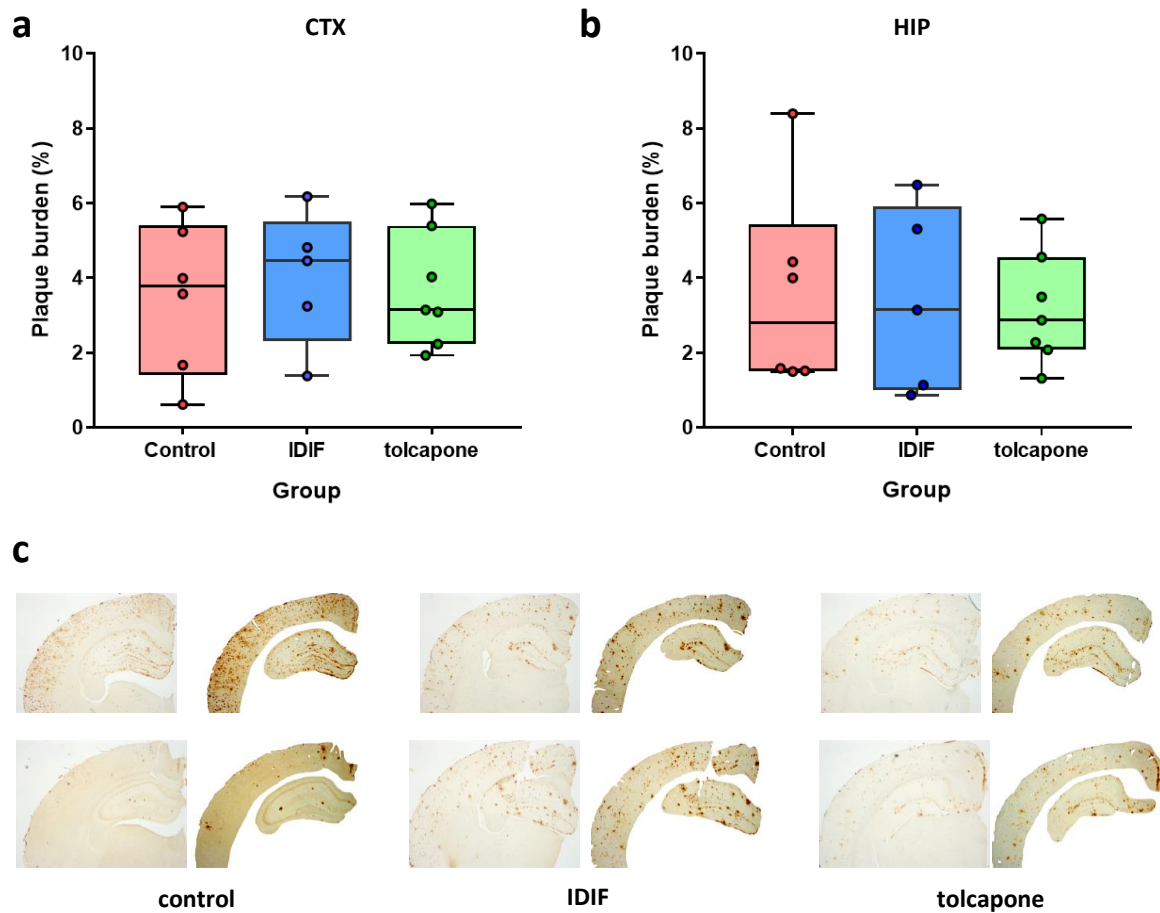 a
CTX
Plaque burden (%)
10
8
6
4
2
0
Control
IDIF
tolcapone
Group
b
HIP
Plaque burden (%)
10
8
6
4
2
0
Control
IDIF
tolcapone
Group
c
control
IDIF
tolcapone